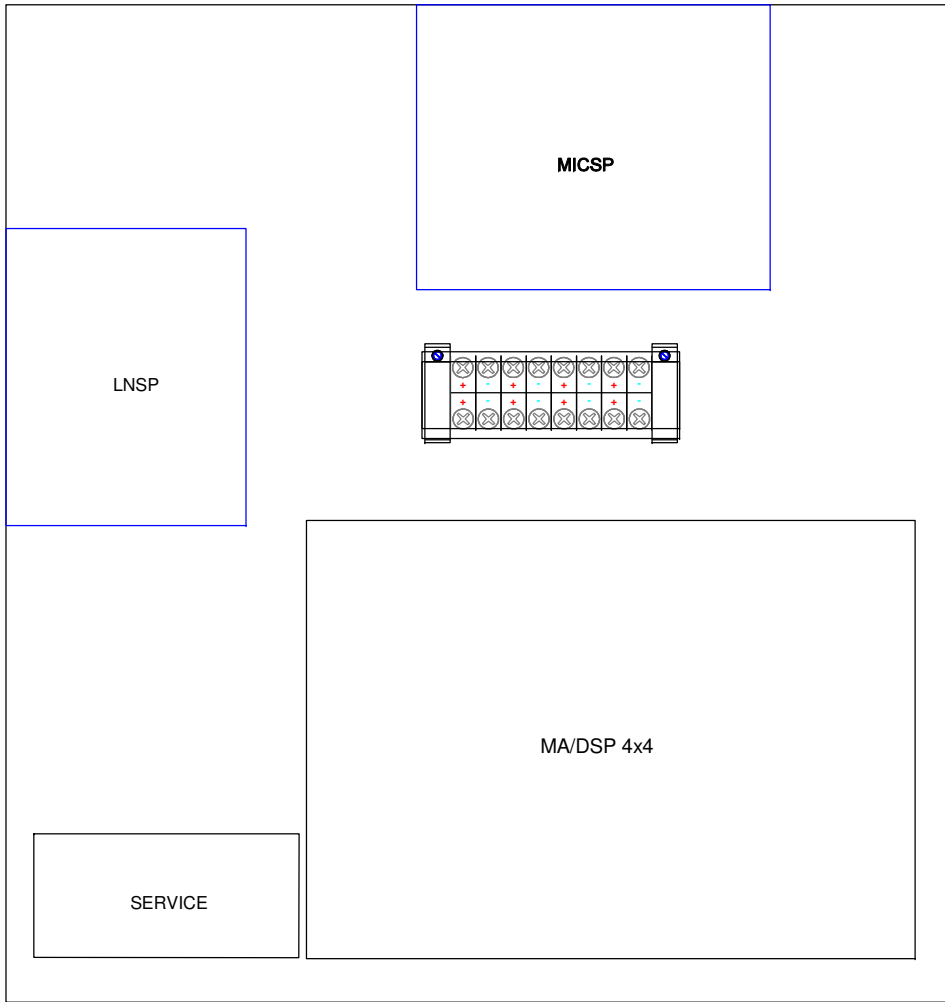 MICSP
LNSP
+ - + - + - + -
+ - + - + - + -
MA/DSP 4x4
SERVICE